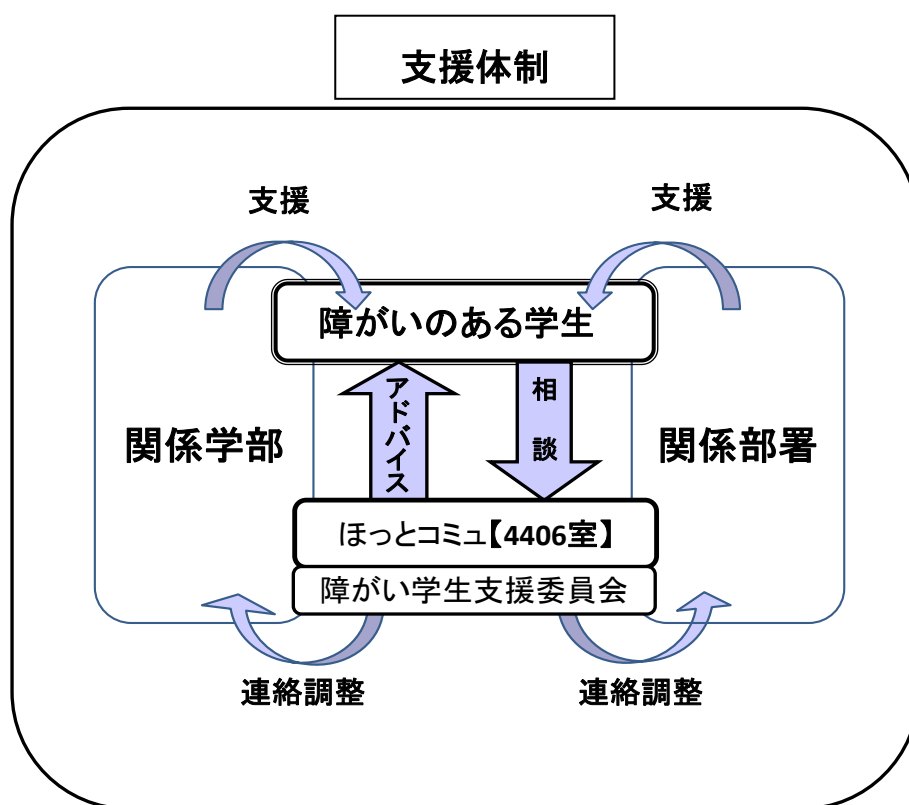 支援体制
支援
支援
障がいのある学生
アドバイス
相談
関係学部
関係部署
ほっとコミュ【4406室】
障がい学生支援委員会
連絡調整
連絡調整